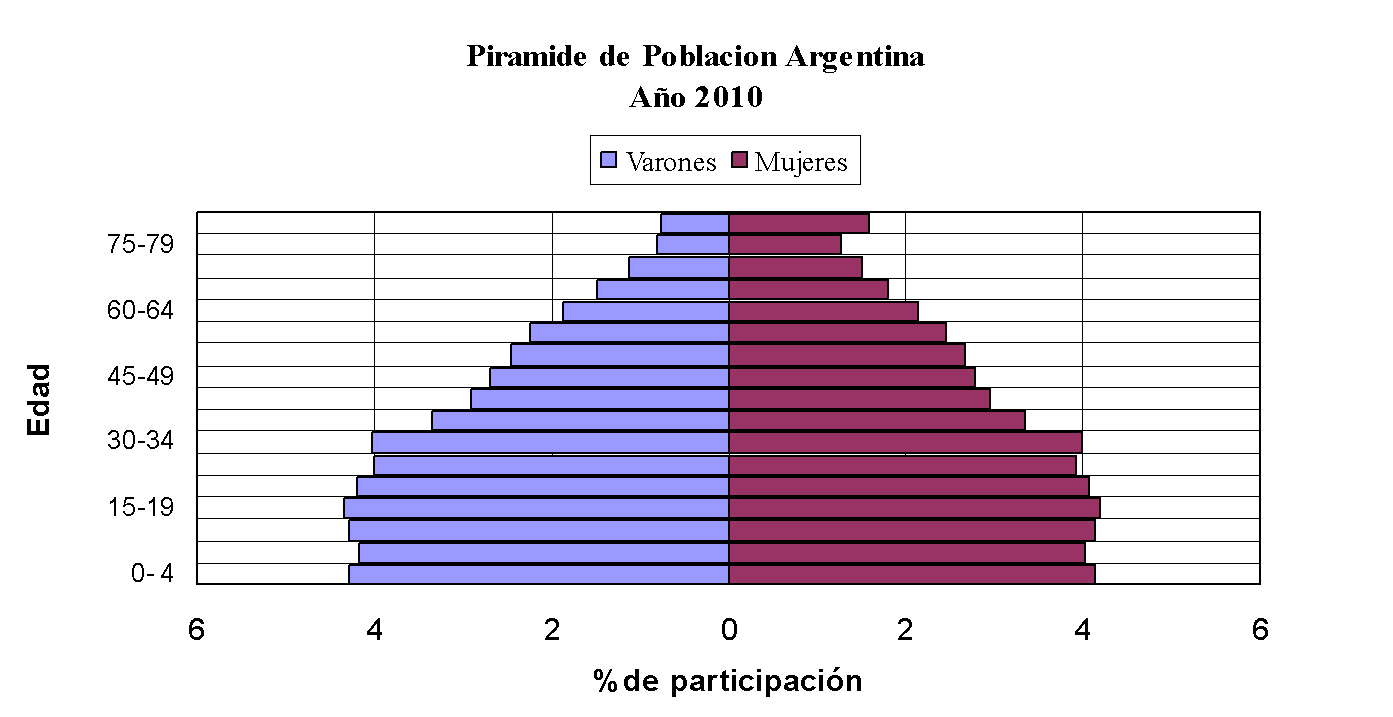 Piramide de Poblacion Argentina
Año 2010
Varones Mujeres
75-79
60-64
45-49
30-34
15-19
0- 4
Edad
6 4 2 0 2 4 6
% de participación